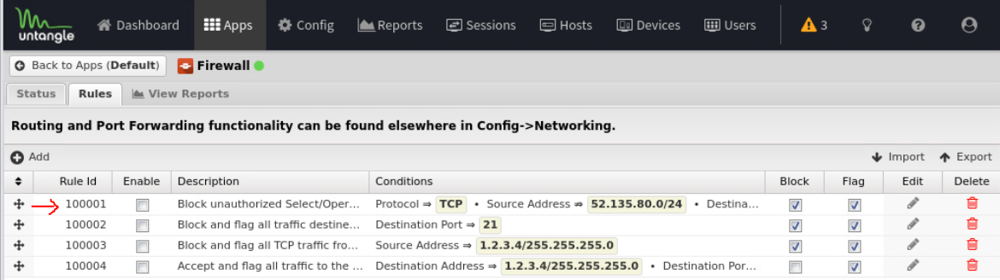 untangle Dashboard Apps Config Reports Sessions Hosts Devices Users 3
Back to Apps (Default) Firewall
Status Rules View Reports
Routing and Port Forwarding functionality can be found elsewhere in Config->Networking.
Add Import Export
Rule Id Enable Description Conditions Block Flag Edit Delete
100001 Block unauthorized Select/Oper... Protocol ⇒ TCP • Source Address ⇒ 52.135.80.0/24 • Destina...
100002 Block and flag all traffic destine... Destination Port ⇒ 21
100003 Block and flag all TCP traffic fro... Source Address ⇒ 1.2.3.4/255.255.255.0
100004 Accept and flag all traffic to the ... Destination Address ⇒ 1.2.3.4/255.255.255.0 • Destination Por...